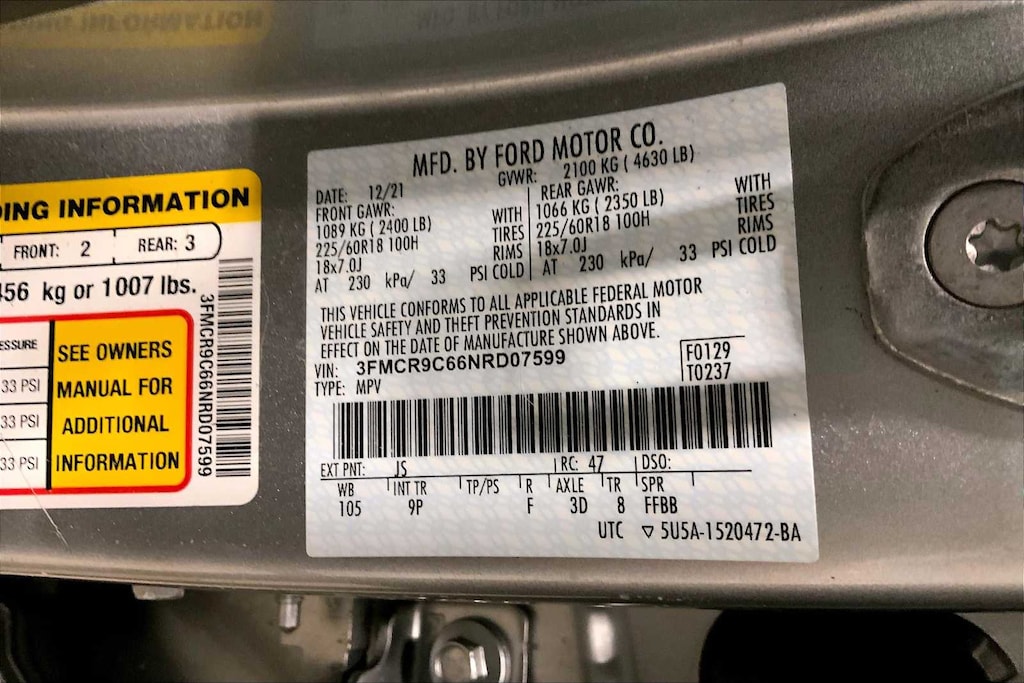 DING INFORMATION
FRONT: 2 REAR: 3
456 kg or 1007 lbs.
ESSURE
33 PSI
33 PSI
33 PSI
SEE OWNERS
MANUAL FOR
ADDITIONAL
INFORMATION
3FMCR9C66NRD07599
MFD. BY FORD MOTOR CO.
DATE: 12/21 GVWR: 2100 KG ( 4630 LB)
FRONT GAWR: REAR GAWR:
1089 KG (2400 LB) WITH 1066 KG ( 2350 LB) WITH
225/60R18 100H TIRES 225/60R18 100H TIRES
18x7.0J RIMS 18x7.0J RIMS
AT 230 kPa/ 33 PSI COLD AT 230 kPa/ 33 PSI COLD
THIS VEHICLE CONFORMS TO ALL APPLICABLE FEDERAL MOTOR
VEHICLE SAFETY AND THEFT PREVENTION STANDARDS IN
EFFECT ON THE DATE OF MANUFACTURE SHOWN ABOVE.
VIN: 3FMCR9C66NRD07599 F0129
TYPE: MPV T0237
EXT PNT: JS RC: 47 DSO:
WB INT TR TP/PS R AXLE TR SPR
105 9P F 3D 8 FFBB
UTC ▽ 5U5A-1520472-BA